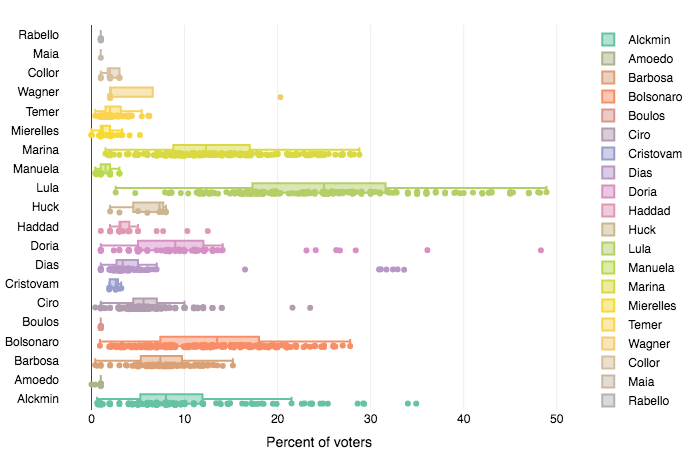 Rabello
Maia
Collor
Wagner
Temer
Mierelles
Marina
Manuela
Lula
Huck
Haddad
Doria
Dias
Cristovam
Ciro
Boulos
Bolsonaro
Barbosa
Amoedo
Alckmin
0 10 20 30 40 50
Percent of voters
Alckmin
Amoedo
Barbosa
Bolsonaro
Boulos
Ciro
Cristovam
Dias
Doria
Haddad
Huck
Lula
Manuela
Marina
Mierelles
Temer
Wagner
Collor
Maia
Rabello